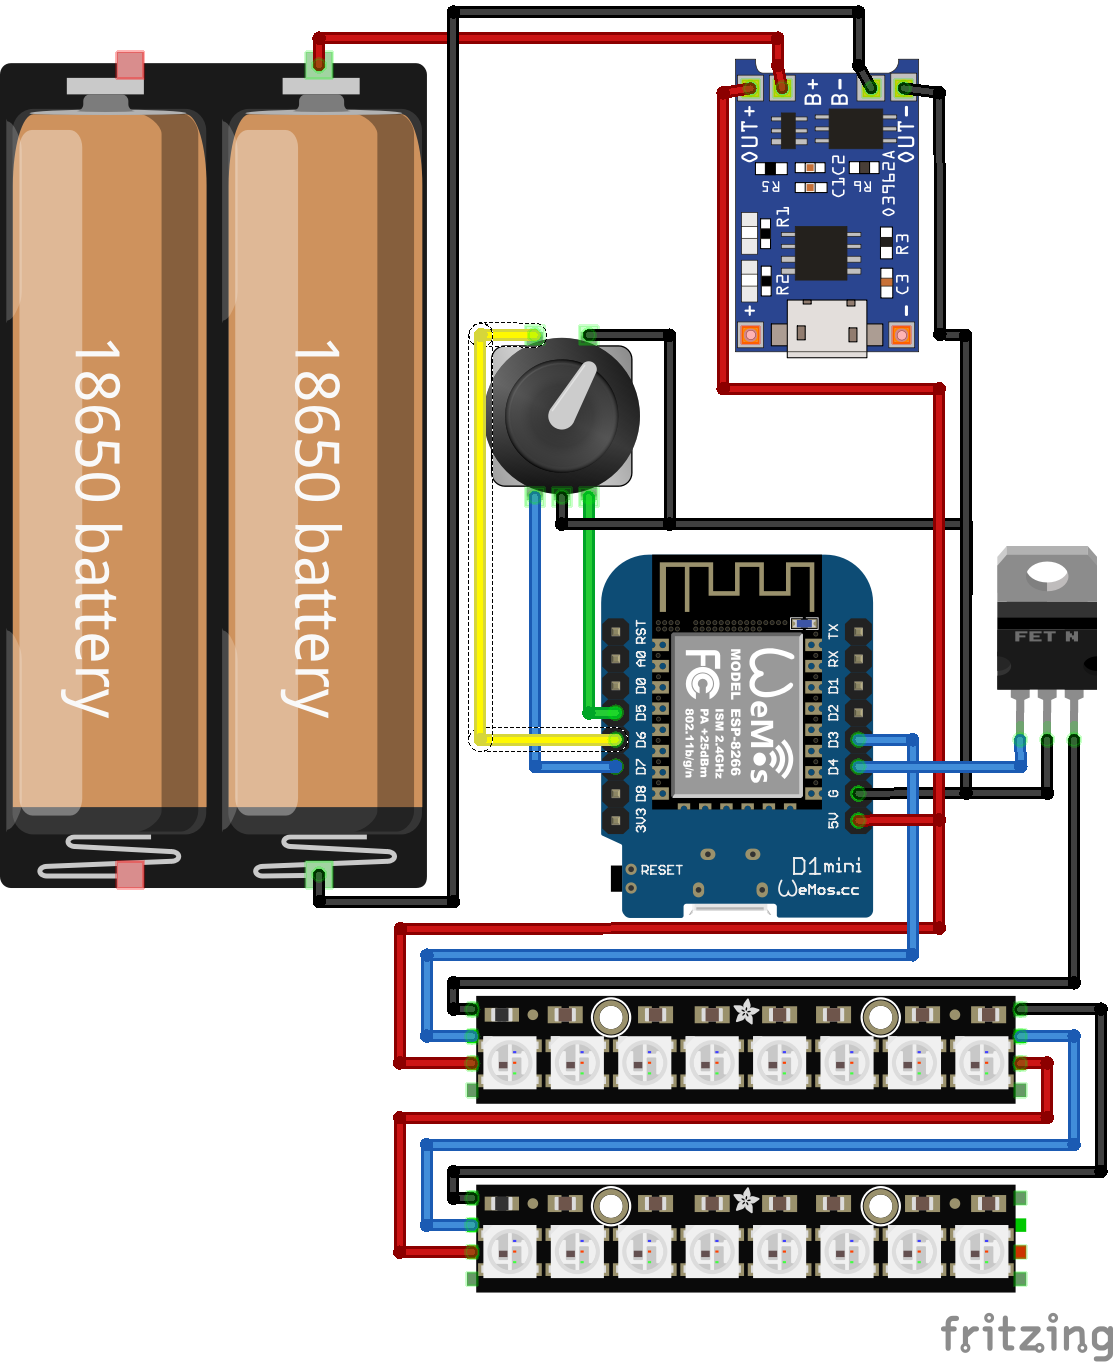 18650 battery
18650 battery
OUT+
B+
B-
OUT-
R5
C1
C2
R6
03962A
R1
R2
R3
C3
+
-
RST
A0
D0
D5
D6
D7
D8
3V3
TX
RX
D1
D2
D3
D4
G
5V
WeMos
FC
MODEL ESP-8266
ISM 2.4GHz
PA +25dBm
802.11b/g/n
RESET
D1mini
WeMos.cc
FET N
fritzing